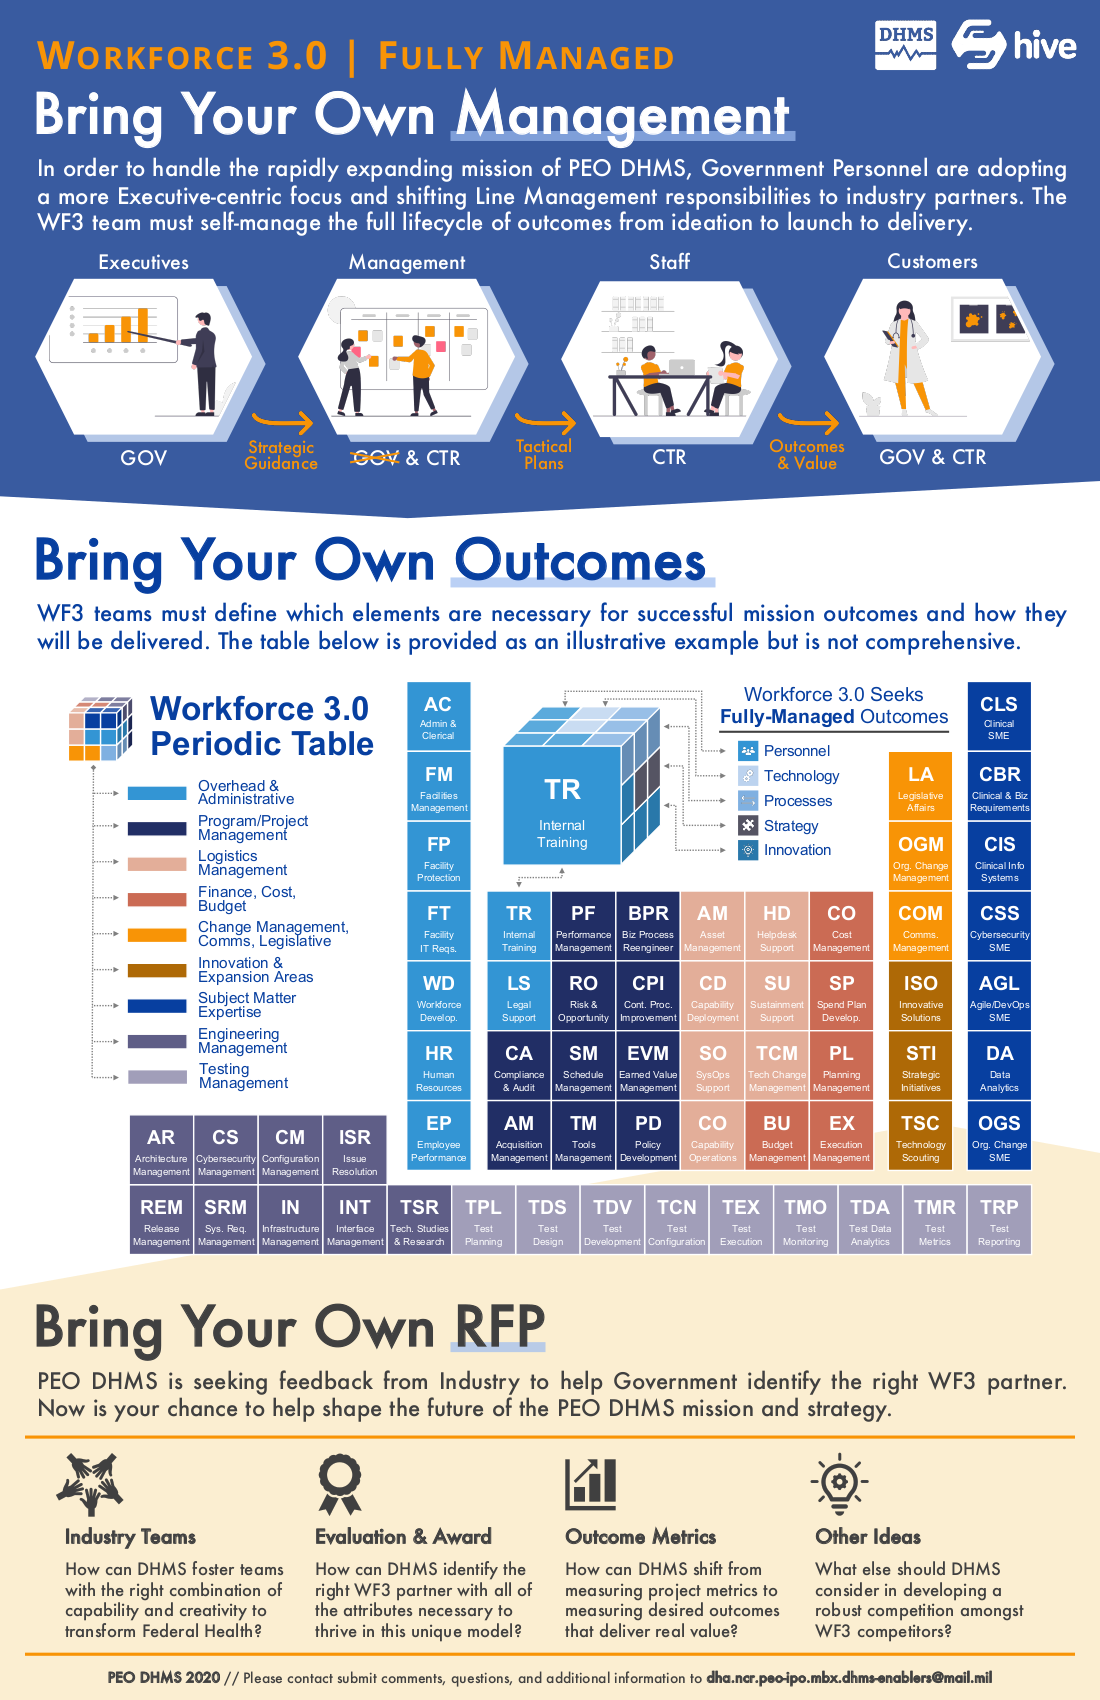 WORKFORCE 3.0 | FULLY MANAGED
DHMS
hive
Bring Your Own Management
In order to handle the rapidly expanding mission of PEO DHMS, Government Personnel are adopting
a more Executive-centric focus and shifting Line Management responsibilities to industry partners. The
WF3 team must self-manage the full lifecycle of outcomes from ideation to launch to delivery.
Executives
Management
Staff
Customers
Strategic
Guidance
Tactical
Plans
Outcomes
& Value
GOV
GOV & CTR
CTR
GOV & CTR
Bring Your Own Outcomes
WF3 teams must define which elements are necessary for successful mission outcomes and how they
will be delivered. The table below is provided as an illustrative example but is not comprehensive.
Workforce 3.0
Periodic Table
Overhead &
Administrative
Program/Project
Management
Logistics
Management
Finance, Cost,
Budget
Change Management,
Comms, Legislative
Innovation &
Expansion Areas
Subject Matter
Expertise
Engineering
Management
Testing
Management
AC
Admin &
Clerical
FM
Facilities
Management
FP
Facility
Protection
FT
Facility
IT Reqs.
WD
Workforce
Develop.
HR
Human
Resources
EP
Employee
Performance
TR
Internal
Training
Workforce 3.0 Seeks
Fully-Managed Outcomes
Personnel
Technology
Processes
Strategy
Innovation
TR
Internal
Training
PF
Performance
Management
BPR
Biz Process
Reengineer
AM
Asset
Management
HD
Helpdesk
Support
CO
Cost
Management
LS
Legal
Support
RO
Risk &
Opportunity
CPI
Cont. Proc.
Improvement
CD
Capability
Deployment
SU
Sustainment
Support
SP
Spend Plan
Develop.
CA
Compliance
& Audit
SM
Schedule
Management
EVM
Earned Value
Management
SO
SysOps
Support
TCM
Tech Change
Management
PL
Planning
Management
AM
Acquisition
Management
TM
Tools
Management
PD
Policy
Development
CO
Capability
Operations
BU
Budget
Management
EX
Execution
Management
LA
Legislative
Affairs
OGM
Org. Change
Management
COM
Comms.
Management
ISO
Innovative
Solutions
STI
Strategic
Initiatives
TSC
Technology
Scouting
CLS
Clinical
SME
CBR
Clinical & Biz
Requirements
CIS
Clinical Info
Systems
CSS
Cybersecurity
SME
AGL
Agile/DevOps
SME
DA
Data
Analytics
OGS
Org. Change
SME
AR
Architecture
Management
CS
Cybersecurity
Management
CM
Configuration
Management
ISR
Issue
Resolution
REM
Release
Management
SRM
Sys. Req.
Management
IN
Infrastructure
Management
INT
Interface
Management
TSR
Tech. Studies
& Research
TPL
Test
Planning
TDS
Test
Design
TDV
Test
Development
TCN
Test
Configuration
TEX
Test
Execution
TMO
Test
Monitoring
TDA
Test Data
Analytics
TMR
Test
Metrics
TRP
Test
Reporting
Bring Your Own RFP
PEO DHMS is seeking feedback from Industry to help Government identify the right WF3 partner.
Now is your chance to help shape the future of the PEO DHMS mission and strategy.
Industry Teams
How can DHMS foster teams
with the right combination of
capability and creativity to
transform Federal Health?
Evaluation & Award
How can DHMS identify the
right WF3 partner with all of
the attributes necessary to
thrive in this unique model?
Outcome Metrics
How can DHMS shift from
measuring project metrics to
measuring desired outcomes
that deliver real value?
Other Ideas
What else should DHMS
consider in developing a
robust competition amongst
WF3 competitors?
PEO DHMS 2020 // Please contact submit comments, questions, and additional information to dha.ncr.peo-ipo.mbx.dhms-enablers@mail.mil